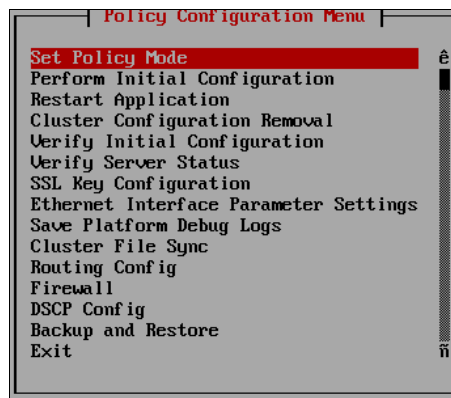 Policy Configuration Menu
Set Policy Mode
Perform Initial Configuration
Restart Application
Cluster Configuration Removal
Verify Initial Configuration
Verify Server Status
SSL Key Configuration
Ethernet Interface Parameter Settings
Save Platform Debug Logs
Cluster File Sync
Routing Config
Firewall
DSCP Config
Backup and Restore
Exit